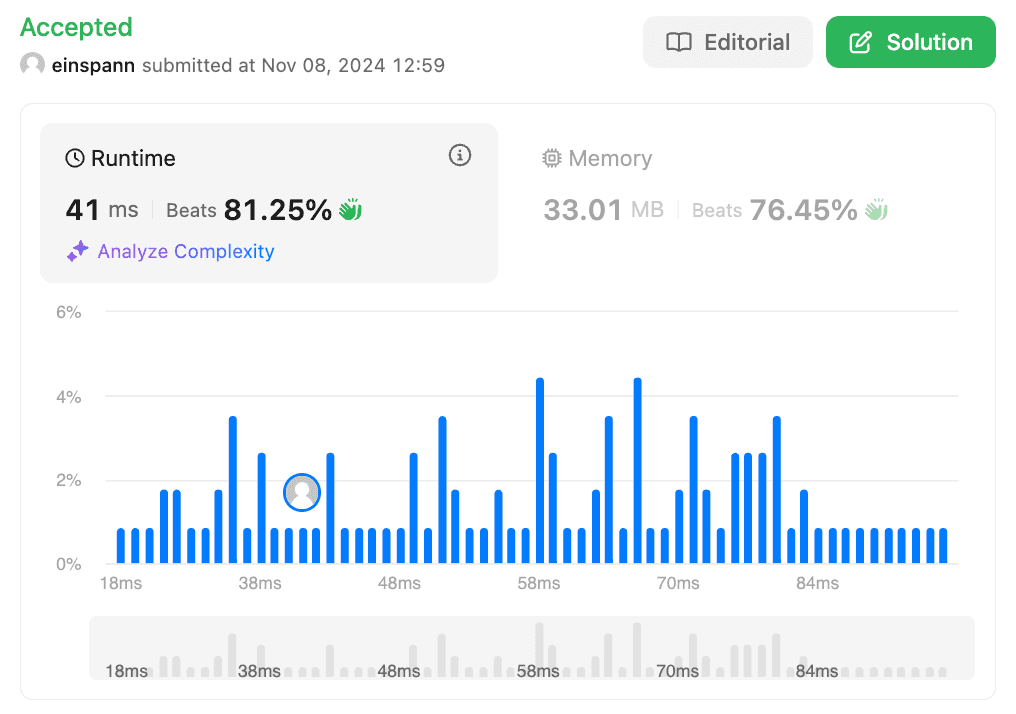 Accepted
einspann submitted at Nov 08, 2024 12:59
Editorial
Solution
Runtime
41 ms Beats 81.25%
Analyze Complexity
Memory
33.01 MB Beats 76.45%
6%
4%
2%
0%
18ms 38ms 48ms 58ms 70ms 84ms
18ms 38ms 48ms 58ms 70ms 84ms